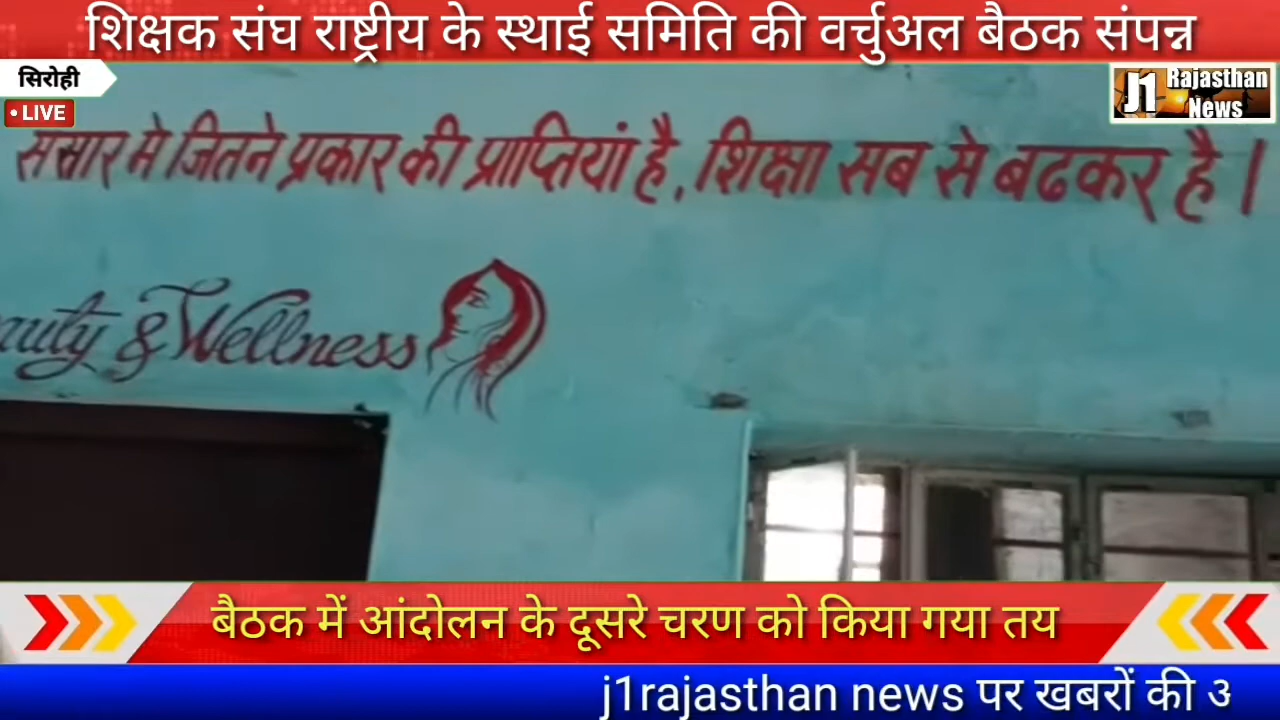 शिक्षक संघ राष्ट्रीय के स्थाई समिति की वर्चुअल बैठक संपन्न
सिरोही
• LIVE
J1 Rajasthan News
संसार मे जितने प्रकार की प्राप्तियां है, शिक्षा सब से बढकर है।
auty & Wellness
बैठक में आंदोलन के दूसरे चरण को किया गया तय
j1rajasthan news पर खबरों की